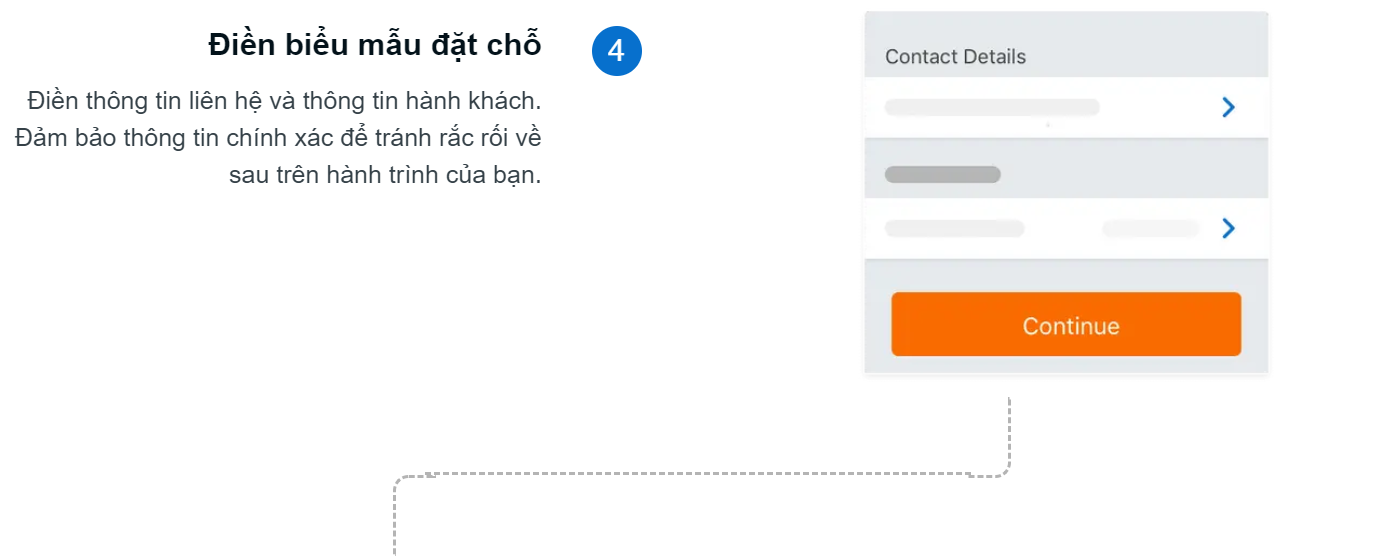 Điền biểu mẫu đặt chỗ
4
Điền thông tin liên hệ và thông tin hành khách.
Đảm bảo thông tin chính xác để tránh rắc rối về
sau trên hành trình của bạn.
Contact Details
Continue